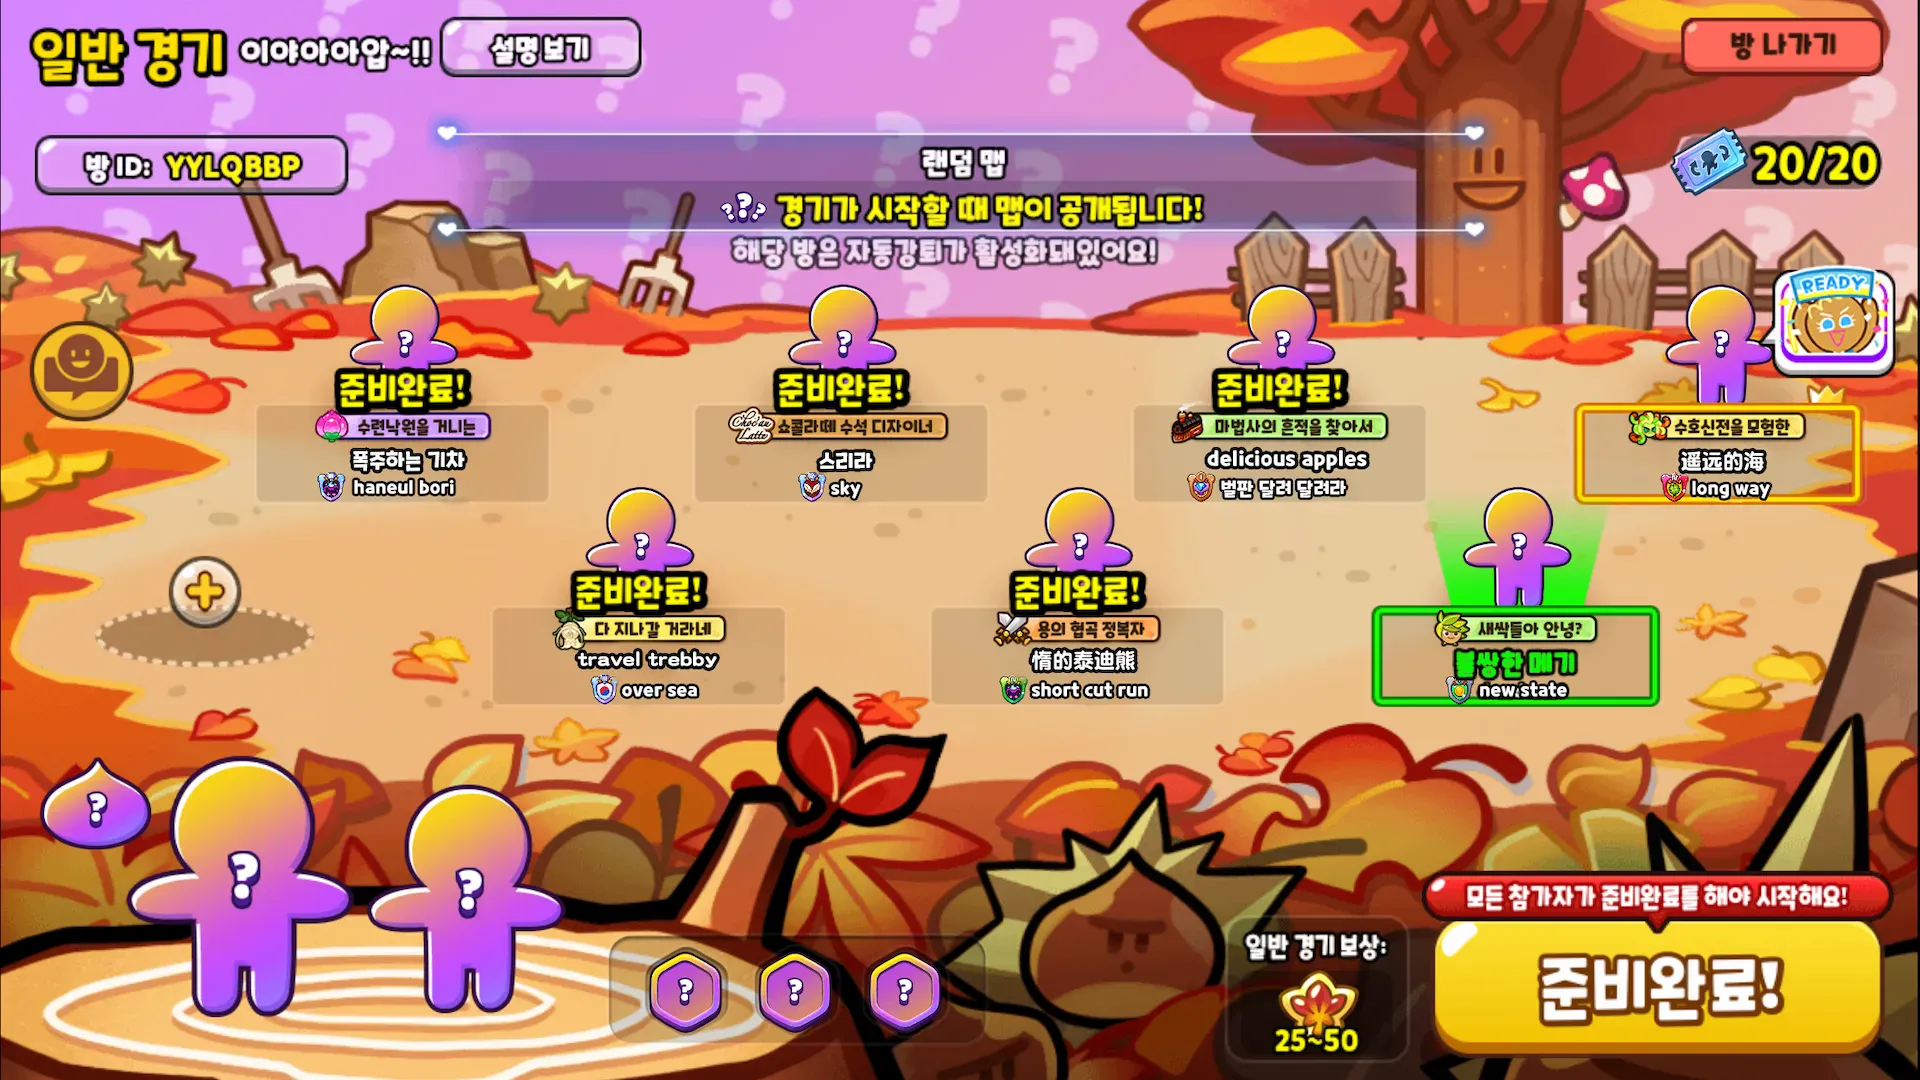 일반 경기 이야아아압~!! 설명보기
방 나가기
방 ID: YYLQBBP
랜덤 맵
??? 경기가 시작할 때 맵이 공개됩니다!
해당 방은 자동강퇴가 활성화돼있어요!
20/20
READY
?
준비완료!
수련낙원을 거니는
폭주하는 기차
haneul bori
?
준비완료!
Choc au Latte 쇼콜라떼 수석 디자이너
스리라
sky
?
준비완료!
마법사의 흔적을 찾아서
delicious apples
벌판 달려 달려라
?
수호신전을 모험한
遥远的海
long way
?
준비완료!
다 지나갈 거라네
travel trebby
over sea
?
준비완료!
용의 협곡 정복자
惰的泰迪熊
short cut run
?
새싹들아 안녕?
불쌍한 메기
new.state
? ? ?
? ? ?
모든 참가자가 준비완료를 해야 시작해요!
일반 경기 보상:
25~50
준비완료!